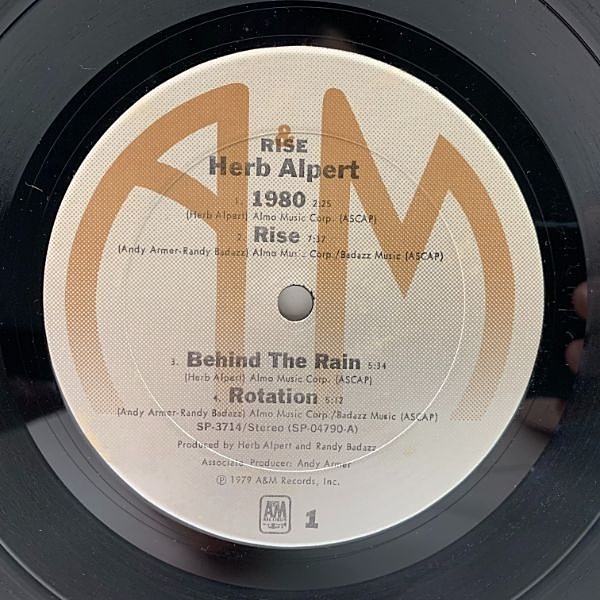 A & M
RISE
Herb Alpert
1. 1980 2:25
(Herb Alpert) Almo Music Corp. (ASCAP)
2. Rise 7:37
(Andy Armer-Randy Badazz) Almo Music Corp./Badazz Music (ASCAP)
3. Behind The Rain 5:34
(Herb Alpert) Almo Music Corp. (ASCAP)
4. Rotation 5:12
(Andy Armer-Randy Badazz) Almo Music Corp./Badazz Music (ASCAP)
SP-3714/Stereo (SP-04790-A)
Produced by Herb Alpert and Randy Badazz
Associate Producer: Andy Armer
℗ 1979 A&M Records, Inc.
A&M
RECORDS
1